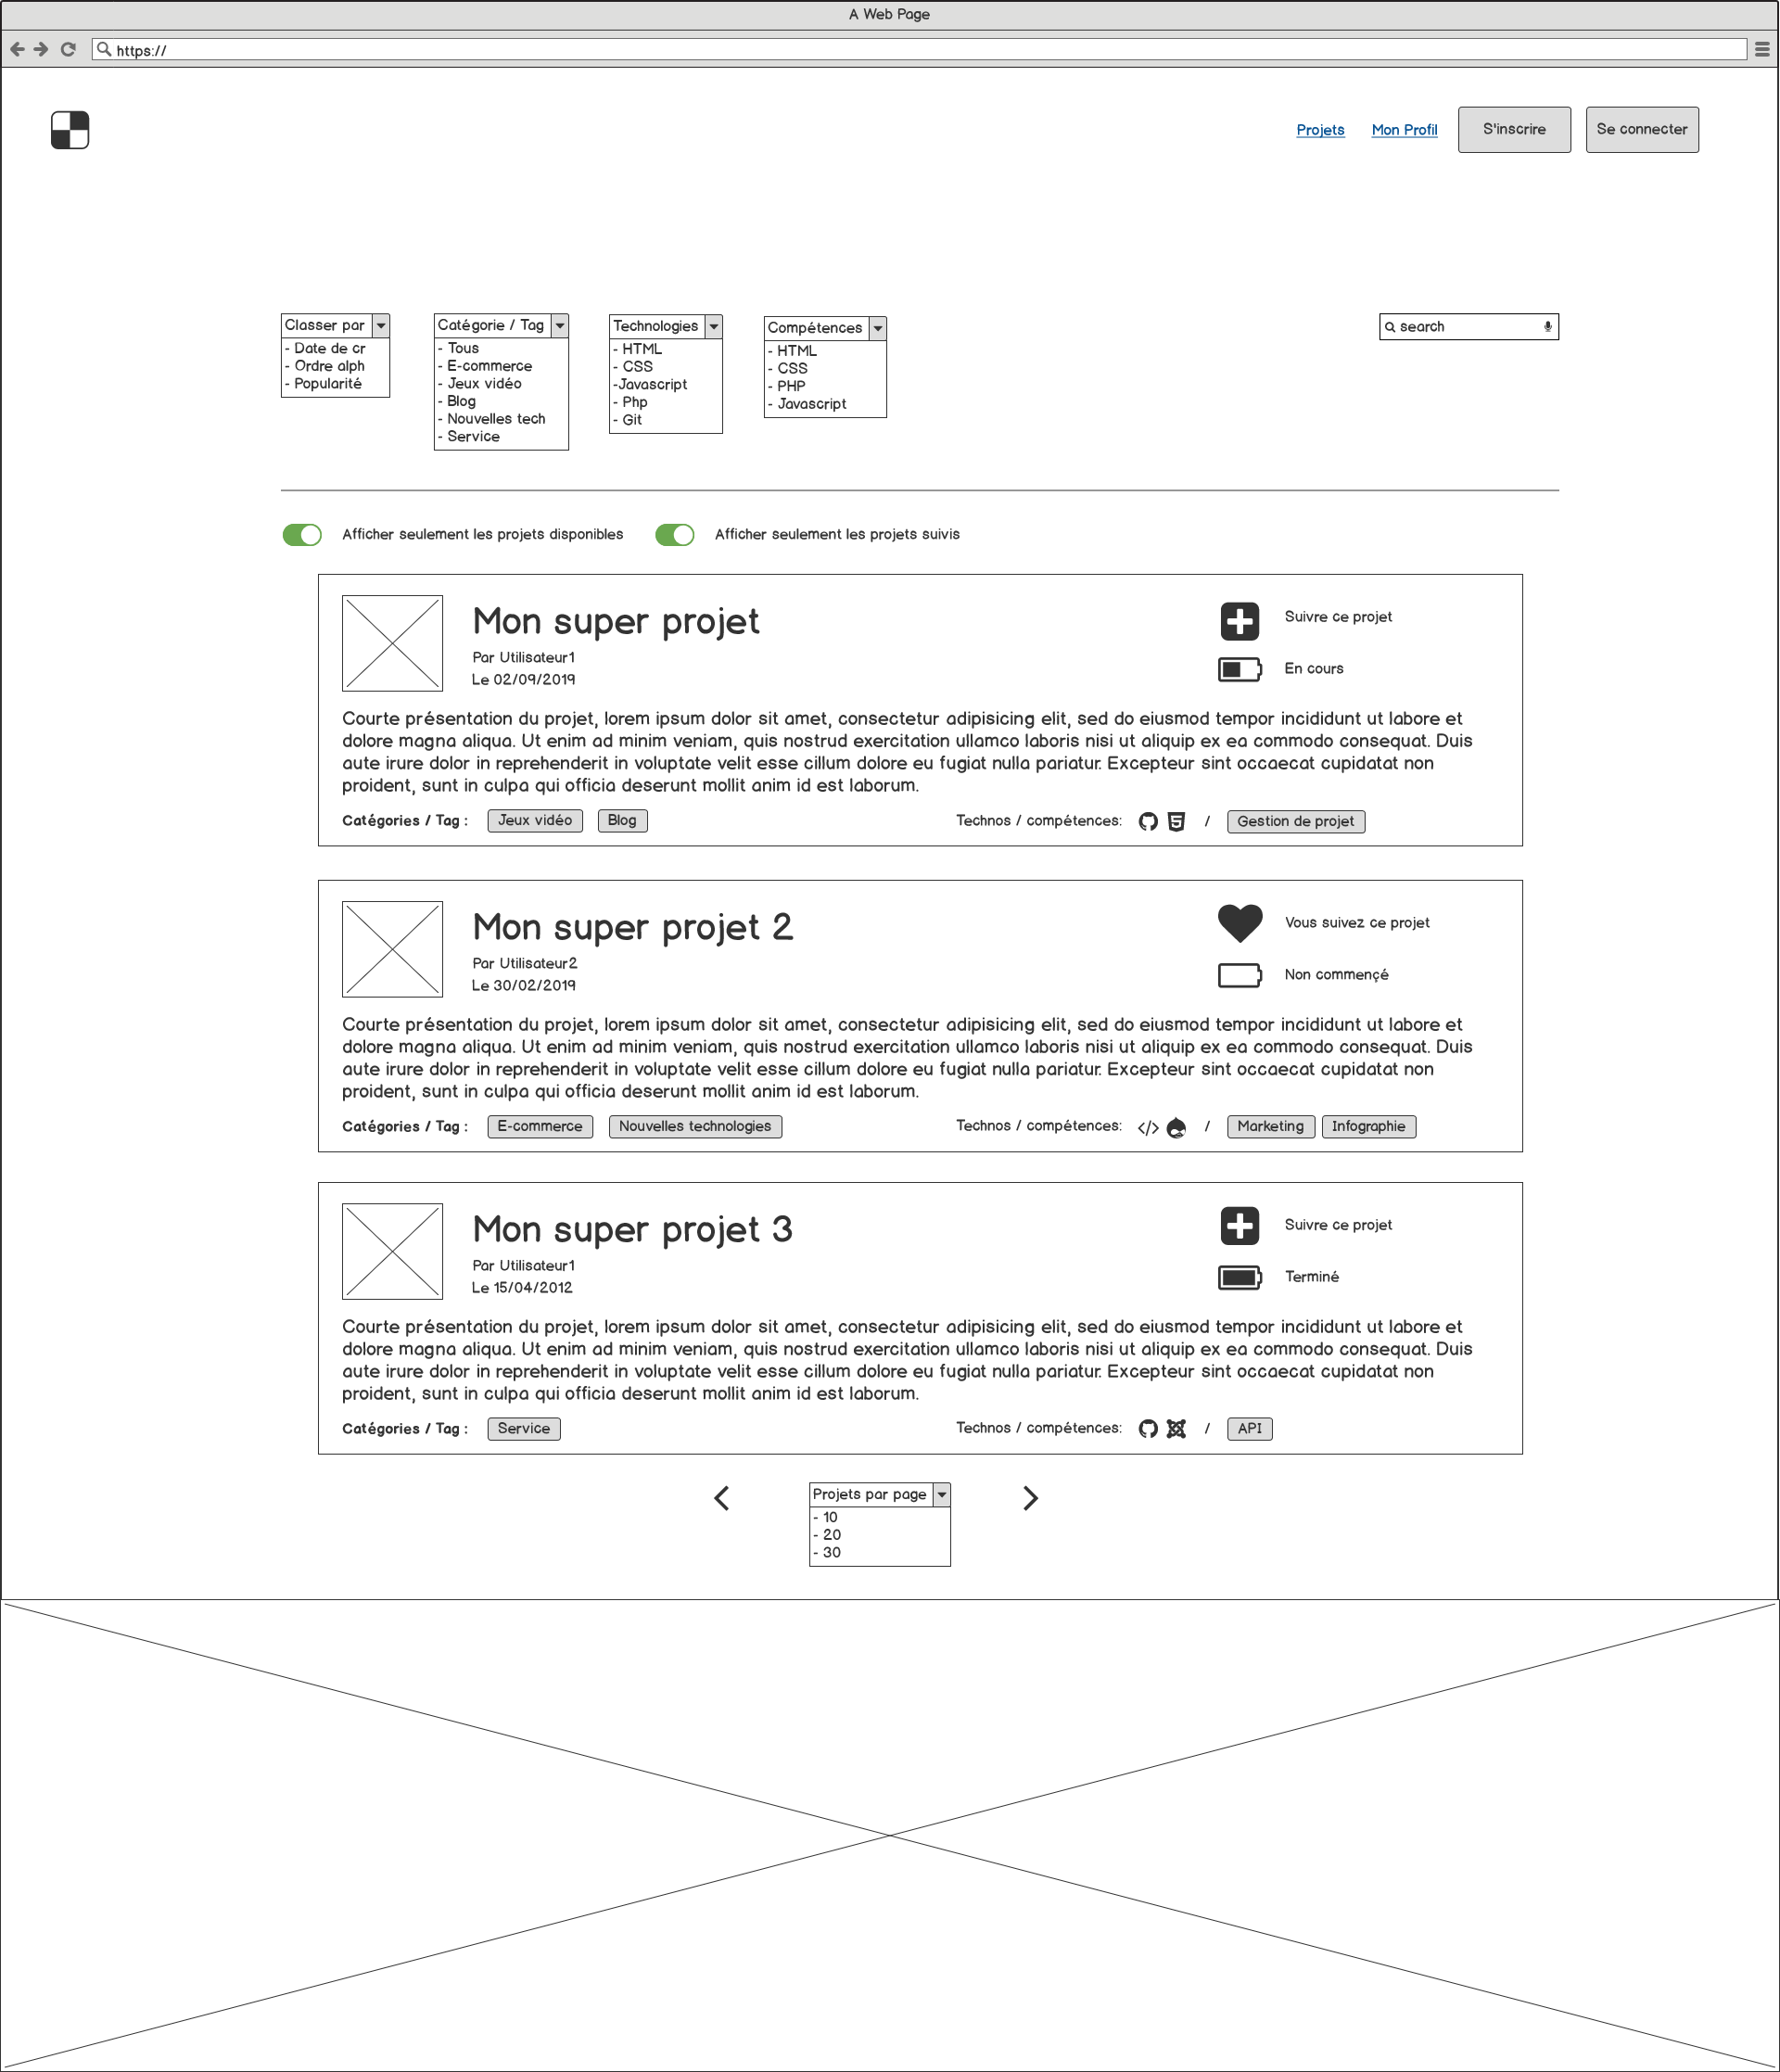 A Web Page
https://
Projets
Mon Profil
S'inscrire
Se connecter
Classer par
- Date de cr
- Ordre alph
- Popularité
Catégorie / Tag
- Tous
- E-commerce
- Jeux vidéo
- Blog
- Nouvelles tech
- Service
Technologies
- HTML
- CSS
-Javascript
- Php
- Git
Compétences
- HTML
- CSS
- PHP
- Javascript
search
Afficher seulement les projets disponibles
Afficher seulement les projets suivis
Mon super projet
Par Utilisateur1
Le 02/09/2019
Suivre ce projet
En cours
Courte présentation du projet, lorem ipsum dolor sit amet, consectetur adipisicing elit, sed do eiusmod tempor incididunt ut labore et
dolore magna aliqua. Ut enim ad minim veniam, quis nostrud exercitation ullamco laboris nisi ut aliquip ex ea commodo consequat. Duis
aute irure dolor in reprehenderit in voluptate velit esse cillum dolore eu fugiat nulla pariatur. Excepteur sint occaecat cupidatat non
proident, sunt in culpa qui officia deserunt mollit anim id est laborum.
Catégories / Tag :
Jeux vidéo
Blog
Technos / compétences:
/
Gestion de projet
Mon super projet 2
Par Utilisateur2
Le 30/02/2019
Vous suivez ce projet
Non commençé
Courte présentation du projet, lorem ipsum dolor sit amet, consectetur adipisicing elit, sed do eiusmod tempor incididunt ut labore et
dolore magna aliqua. Ut enim ad minim veniam, quis nostrud exercitation ullamco laboris nisi ut aliquip ex ea commodo consequat. Duis
aute irure dolor in reprehenderit in voluptate velit esse cillum dolore eu fugiat nulla pariatur. Excepteur sint occaecat cupidatat non
proident, sunt in culpa qui officia deserunt mollit anim id est laborum.
Catégories / Tag :
E-commerce
Nouvelles technologies
Technos / compétences:
/
Marketing
Infographie
Mon super projet 3
Par Utilisateur1
Le 15/04/2012
Suivre ce projet
Terminé
Courte présentation du projet, lorem ipsum dolor sit amet, consectetur adipisicing elit, sed do eiusmod tempor incididunt ut labore et
dolore magna aliqua. Ut enim ad minim veniam, quis nostrud exercitation ullamco laboris nisi ut aliquip ex ea commodo consequat. Duis
aute irure dolor in reprehenderit in voluptate velit esse cillum dolore eu fugiat nulla pariatur. Excepteur sint occaecat cupidatat non
proident, sunt in culpa qui officia deserunt mollit anim id est laborum.
Catégories / Tag :
Service
Technos / compétences:
/
API
Projets par page
- 10
- 20
- 30